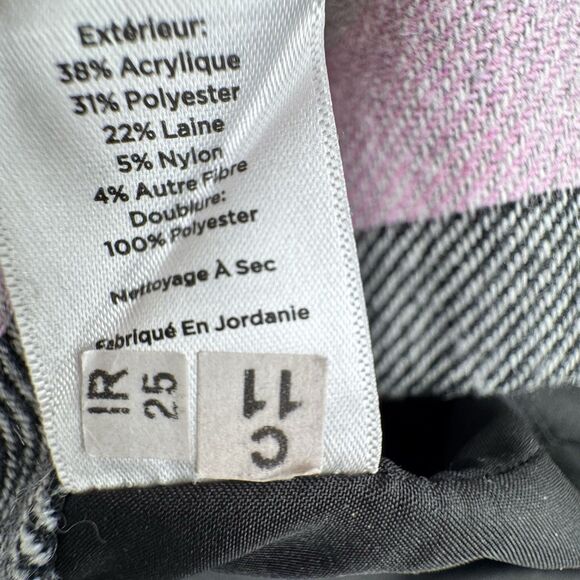 Extérieur:
38% Acrylique
31% Polyester
22% Laine
5% Nylon
4% Autre Fibre
Doublure:
100% Polyester
Nettoyage À Sec
Fabriqué En Jordanie
IR
25
C
11